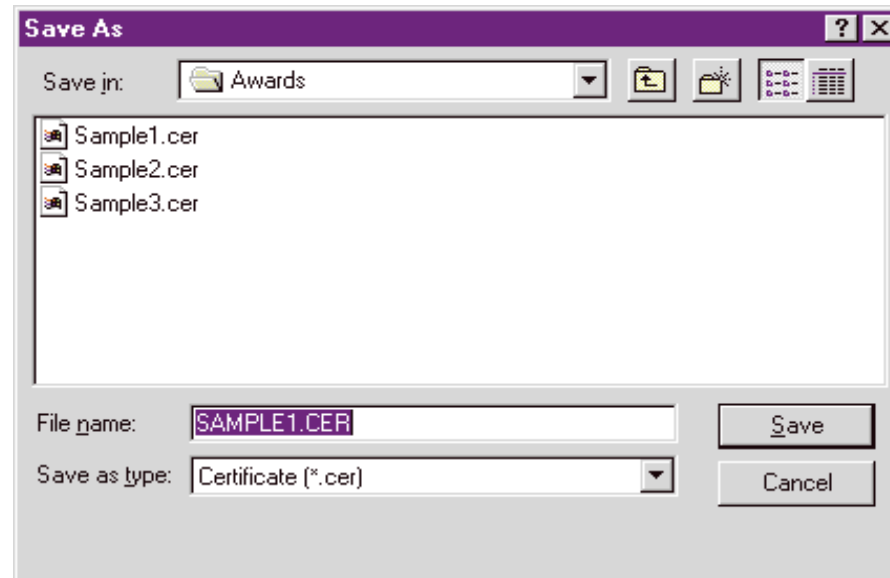 Save As
Save in: Awards
Sample1.cer
Sample2.cer
Sample3.cer
File name: SAMPLE1.CER Save
Save as type: Certificate (*.cer) Cancel